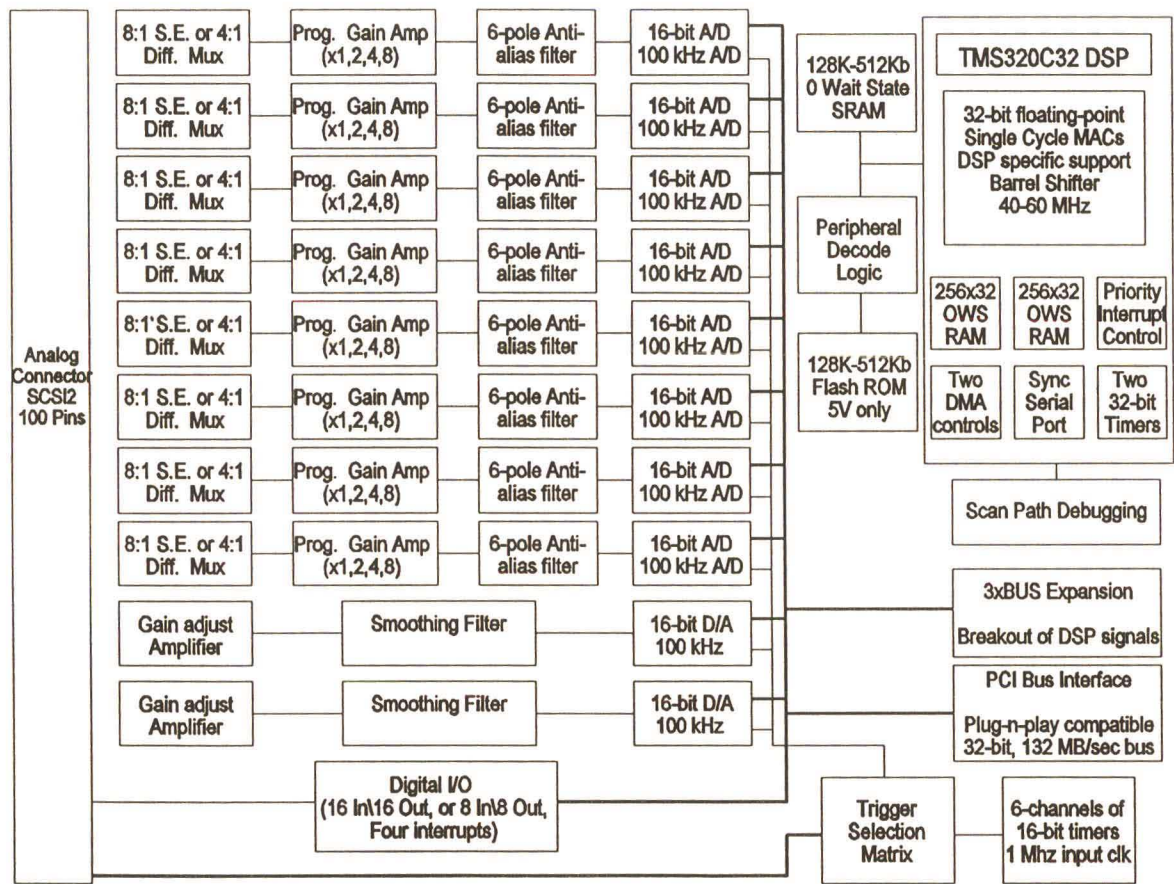 Analog
Connector
SCSI2
100 Pins
8:1 S.E. or 4:1
Diff. Mux
Prog. Gain Amp
(x1,2,4,8)
6-pole Anti-
alias filter
16-bit A/D
100 kHz A/D
8:1 S.E. or 4:1
Diff. Mux
Prog. Gain Amp
(x1,2,4,8)
6-pole Anti-
alias filter
16-bit A/D
100 kHz A/D
8:1 S.E. or 4:1
Diff. Mux
Prog. Gain Amp
(x1,2,4,8)
6-pole Anti-
alias filter
16-bit A/D
100 kHz A/D
8:1 S.E. or 4:1
Diff. Mux
Prog. Gain Amp
(x1,2,4,8)
6-pole Anti-
alias filter
16-bit A/D
100 kHz A/D
8:1 S.E. or 4:1
Diff. Mux
Prog. Gain Amp
(x1,2,4,8)
6-pole Anti-
alias filter
16-bit A/D
100 kHz A/D
8:1 S.E. or 4:1
Diff. Mux
Prog. Gain Amp
(x1,2,4,8)
6-pole Anti-
alias filter
16-bit A/D
100 kHz A/D
8:1 S.E. or 4:1
Diff. Mux
Prog. Gain Amp
(x1,2,4,8)
6-pole Anti-
alias filter
16-bit A/D
100 kHz A/D
8:1 S.E. or 4:1
Diff. Mux
Prog. Gain Amp
(x1,2,4,8)
6-pole Anti-
alias filter
16-bit A/D
100 kHz A/D
Gain adjust
Amplifier
Smoothing Filter
16-bit D/A
100 kHz
Gain adjust
Amplifier
Smoothing Filter
16-bit D/A
100 kHz
Digital I/O
(16 In\16 Out, or 8 In\8 Out,
Four interrupts)
128K-512Kb
0 Wait State
SRAM
Peripheral
Decode
Logic
128K-512Kb
Flash ROM
5V only
TMS320C32 DSP
32-bit floating-point
Single Cycle MACs
DSP specific support
Barrel Shifter
40-60 MHz
256x32
OWS
RAM
256x32
OWS
RAM
Priority
Interrupt
Control
Two
DMA
controls
Sync
Serial
Port
Two
32-bit
Timers
Scan Path Debugging
3xBUS Expansion
Breakout of DSP signals
PCI Bus Interface
Plug-n-play compatible
32-bit, 132 MB/sec bus
Trigger
Selection
Matrix
6-channels of
16-bit timers
1 Mhz input clk